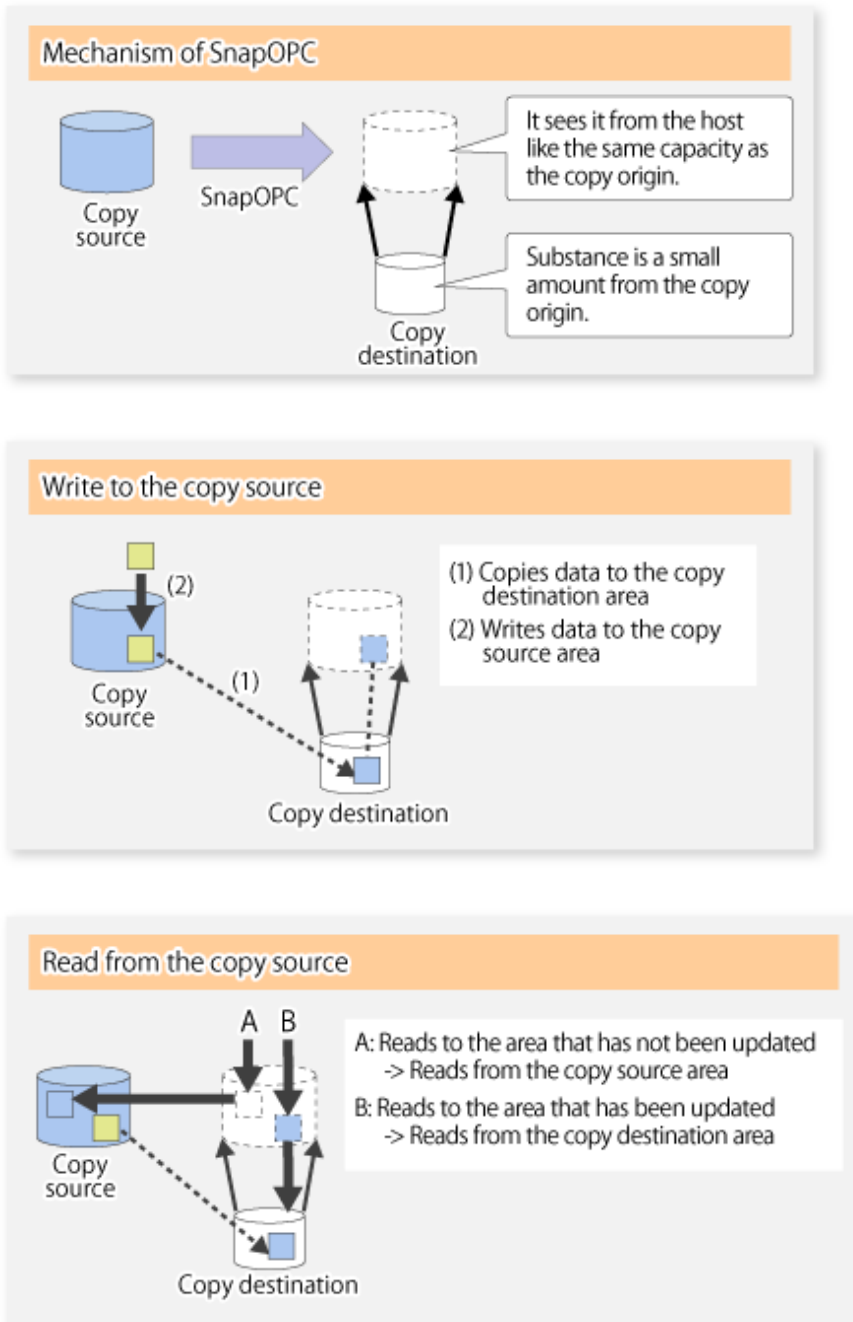 Mechanism of SnapOPC
Copy
source
SnapOPC
It sees it from the host
like the same capacity as
the copy origin.
Substance is a small
amount from the copy
origin.
Copy
destination
Write to the copy source
(2)
(1)
Copy
source
Copy destination
(1) Copies data to the copy
destination area
(2) Writes data to the copy
source area
Read from the copy source
A B
A: Reads to the area that has not been updated
-> Reads from the copy source area
B: Reads to the area that has been updated
-> Reads from the copy destination area
Copy
source
Copy destination